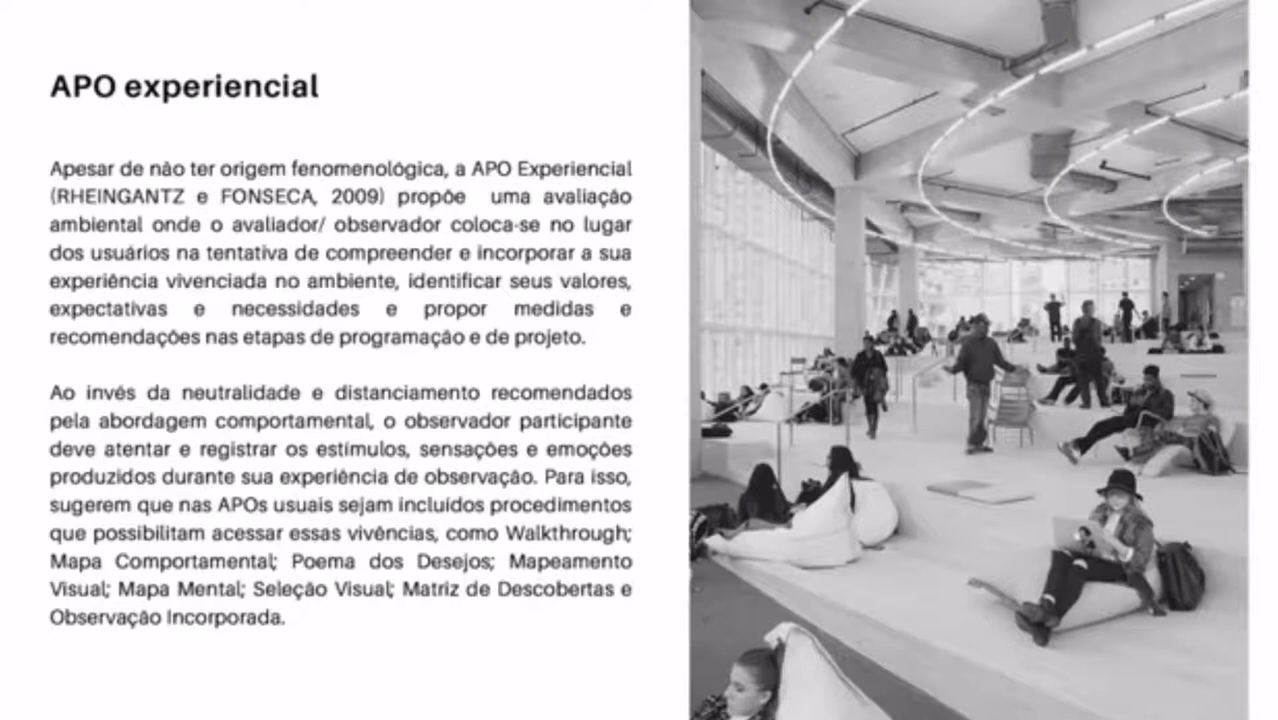 APO experiencial
Apesar de não ter origem fenomenológica, a APO Experiencial
(RHEINGANTZ e FONSECA, 2009) propõe uma avaliação
ambiental onde o avaliador/ observador coloca-se no lugar
dos usuários na tentativa de compreender e incorporar a sua
experiência vivenciada no ambiente, identificar seus valores,
expectativas e necessidades e propor medidas e
recomendações nas etapas de programação e de projeto.
Ao invés da neutralidade e distanciamento recomendados
pela abordagem comportamental, o observador participante
deve atentar e registrar os estímulos, sensações e emoções
produzidos durante sua experiência de observação. Para isso,
sugerem que nas APOs usuais sejam incluídos procedimentos
que possibilitam acessar essas vivências, como Walkthrough;
Mapa Comportamental; Poema dos Desejos; Mapeamento
Visual; Mapa Mental; Seleção Visual; Matriz de Descobertas e
Observação Incorporada.